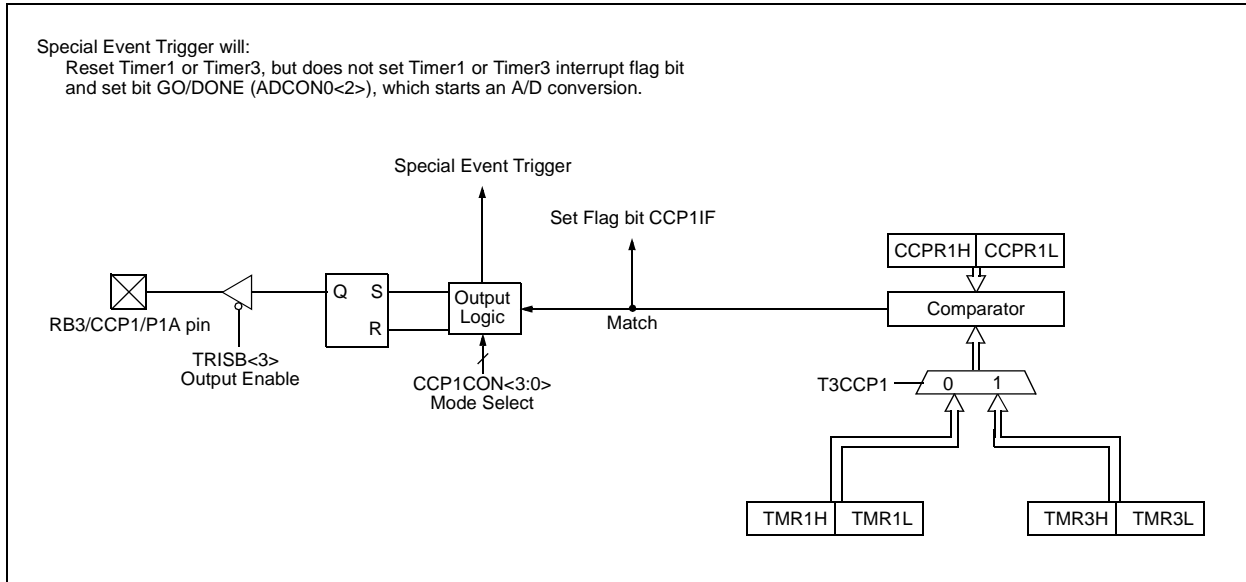 Special Event Trigger will:
Reset Timer1 or Timer3, but does not set Timer1 or Timer3 interrupt flag bit
and set bit GO/DONE (ADCON0<2>), which starts an A/D conversion.
Special Event Trigger
Set Flag bit CCP1IF
CCPR1H CCPR1L
Q S
R
Output
Logic
Comparator
Match
RB3/CCP1/P1A pin
TRISB<3>
Output Enable
CCP1CON<3:0>
Mode Select
T3CCP1
0 1
TMR1H TMR1L
TMR3H TMR3L